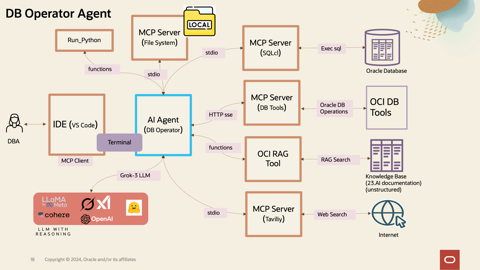 DB Operator Agent
Run_Python
MCP Server
(File System)
LOCAL
functions
stdio
stdio
MCP Server
(SQLcl)
Exec sql
Oracle Database
DBA
IDE (VS Code)
Terminal
MCP Client
AI Agent
(DB Operator)
HTTP sse
MCP Server
(DB Tools)
Oracle DB
Operations
OCI DB
Tools
functions
OCI RAG
Tool
RAG Search
Knowledge Base
(23.AI documentation)
(unstructured)
Grok-3 LLM
LLaMA
by Meta
cohere
OpenAI
LLM WITH
REASONING
stdio
MCP Server
(Tavilly)
Web Search
Internet
Copyright © 2024, Oracle and/or its affiliates